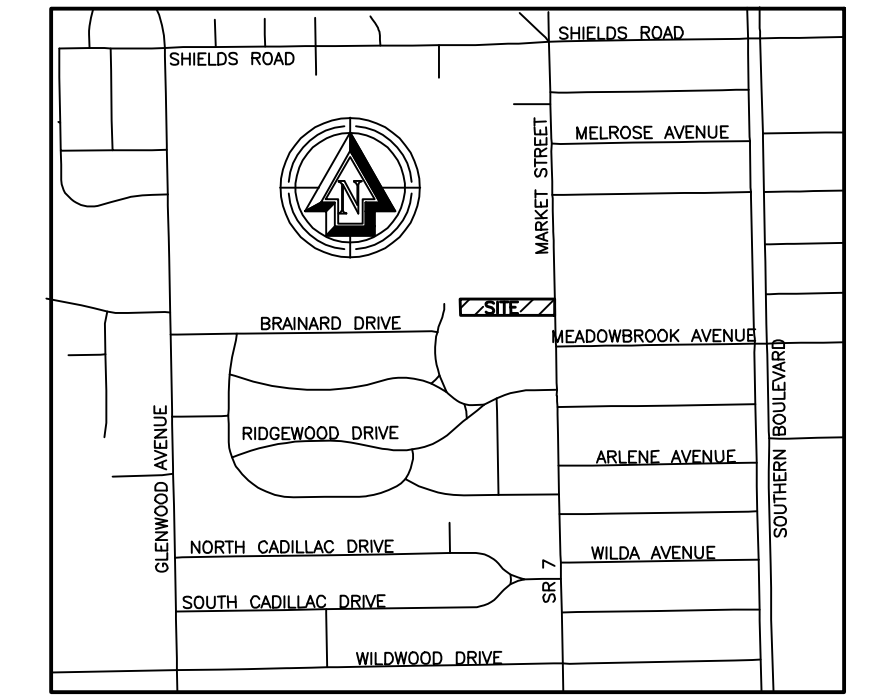 SHIELDS ROAD
SHIELDS ROAD
MELROSE AVENUE
MARKET STREET
N
SITE
BRAINARD DRIVE
MEADOWBROOK AVENUE
SOUTHERN BOULEVARD
GLENWOOD AVENUE
RIDGEWOOD DRIVE
ARLENE AVENUE
NORTH CADILLAC DRIVE
WILDA AVENUE
SR 7
SOUTH CADILLAC DRIVE
WILDWOOD DRIVE